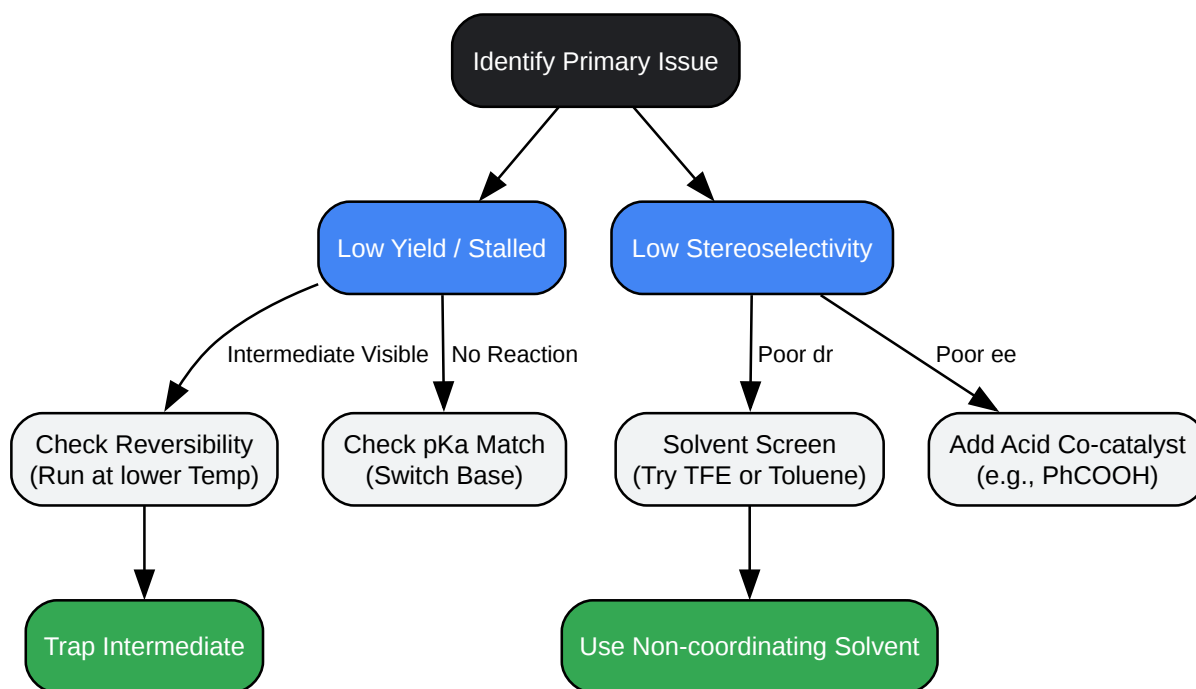 Identify Primary Issue
Low Yield / Stalled
Low Stereoselectivity
Intermediate Visible
No Reaction
Poor dr
Poor ee
Check Reversibility
(Run at lower Temp)
Check pKa Match
(Switch Base)
Solvent Screen
(Try TFE or Toluene)
Add Acid Co-catalyst
(e.g., PhCOOH)
Trap Intermediate
Use Non-coordinating Solvent